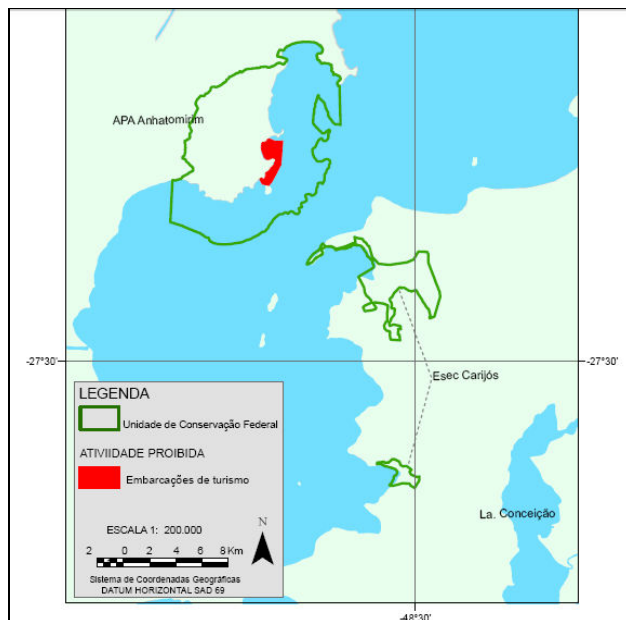 APA Anhatomirim
-27°30'
-27°30'
Esec Carijós
LEGENDA
Unidade de Conservação Federal
ATIVIIDADE PROIBIDA
Embarcações de turismo
La. Conceição
ESCALA 1: 200.000
N
2 0 2 4 6 8 Km
Sistema de Coordenadas Geográficas
DATUM HORIZONTAL SAD 69
-48°30'